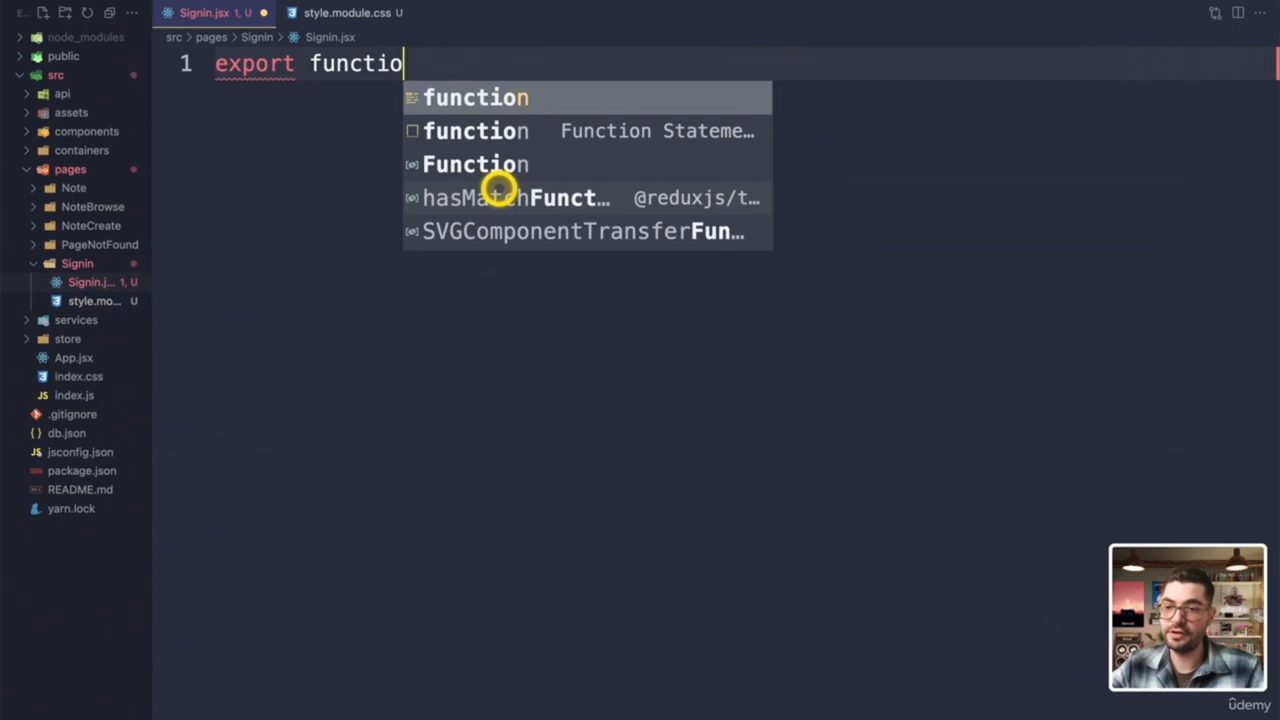 E...
Signin.jsx 1, U
style.module.css U
src > pages > Signin > Signin.jsx
1 export functio
function
function Function Stateme...
Function
hasMatchFunct... @reduxjs/t...
SVGComponentTransferFun...
node_modules
public
src
api
assets
components
containers
pages
Note
NoteBrowse
NoteCreate
PageNotFound
Signin
Signin.j... 1, U
style.mo... U
services
store
App.jsx
index.css
JS index.js
.gitignore
{ } db.json
JS jsconfig.json
package.json
README.md
yarn.lock
ûdemy